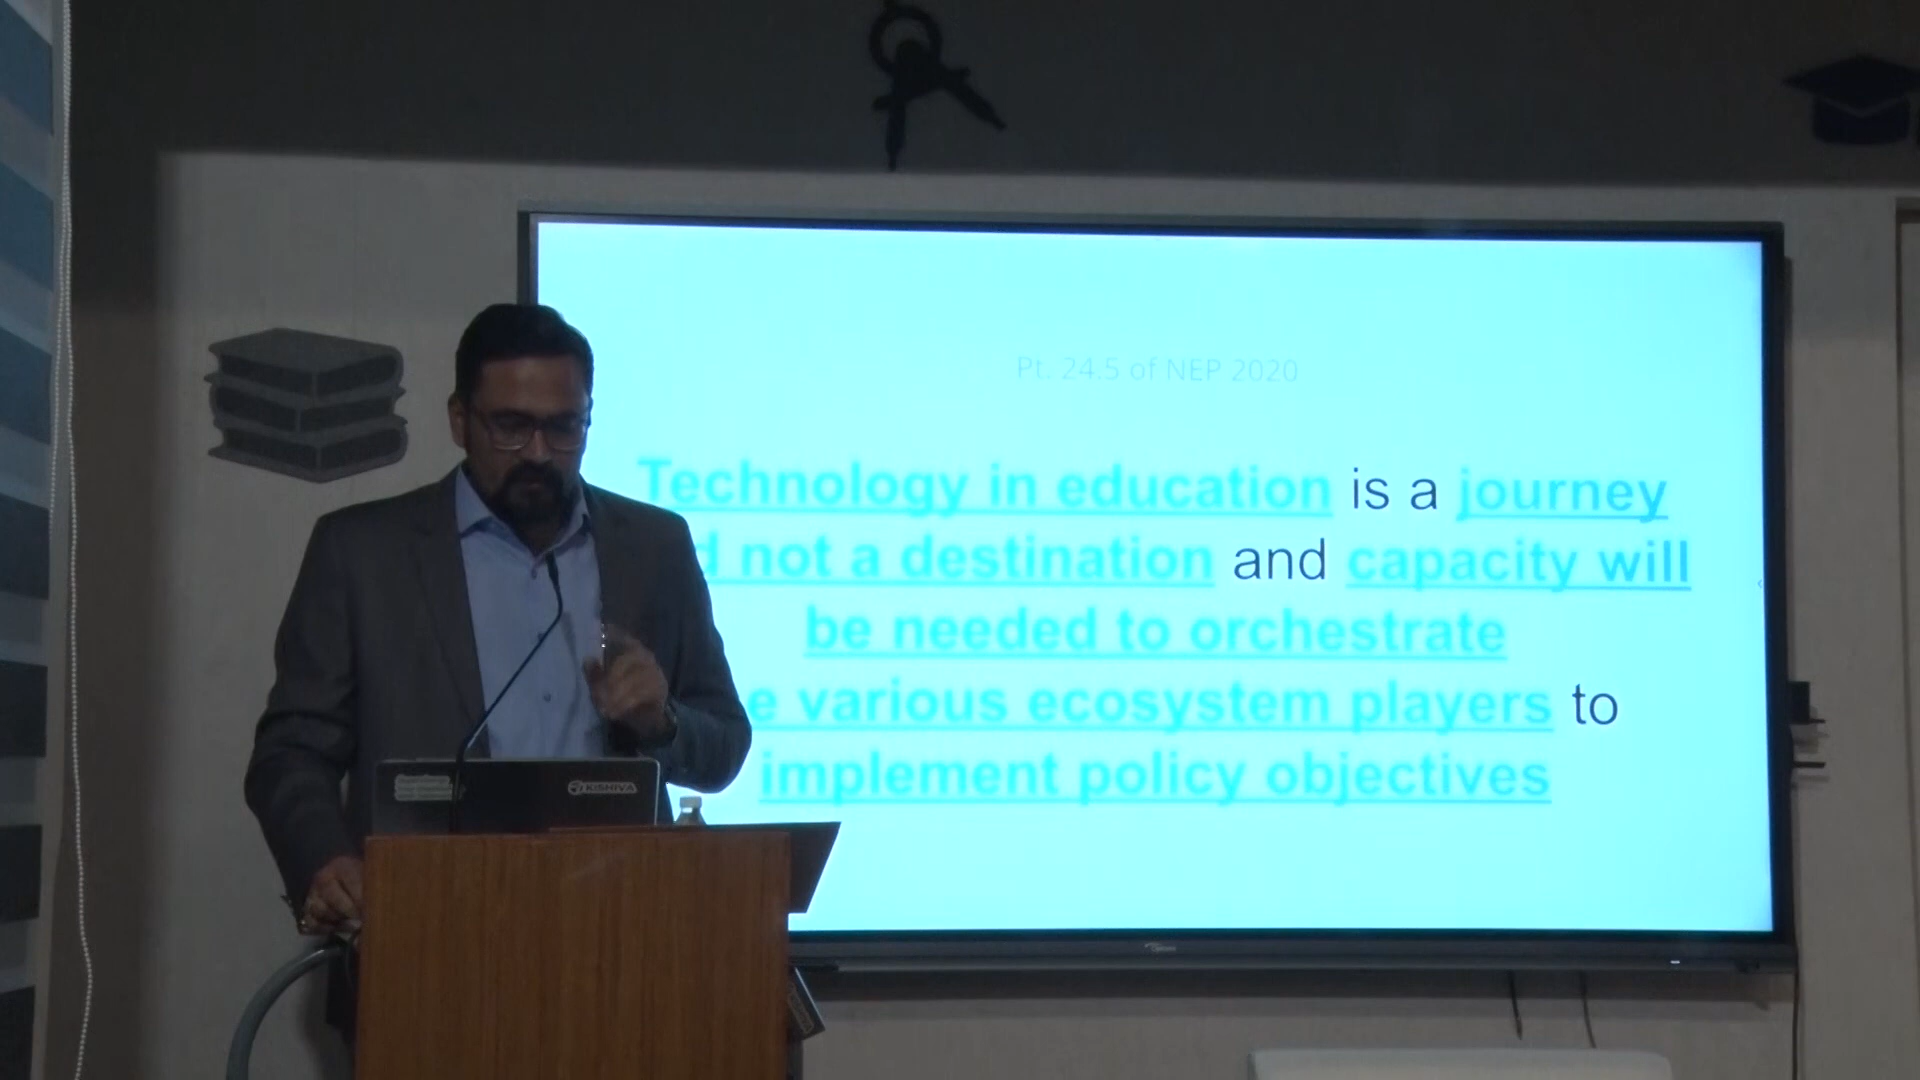 Pt. 24.5 of NEP 2020
Technology in education is a journey
d not a destination and capacity will
be needed to orchestrate
e various ecosystem players to
implement policy objectives
KISHIVA